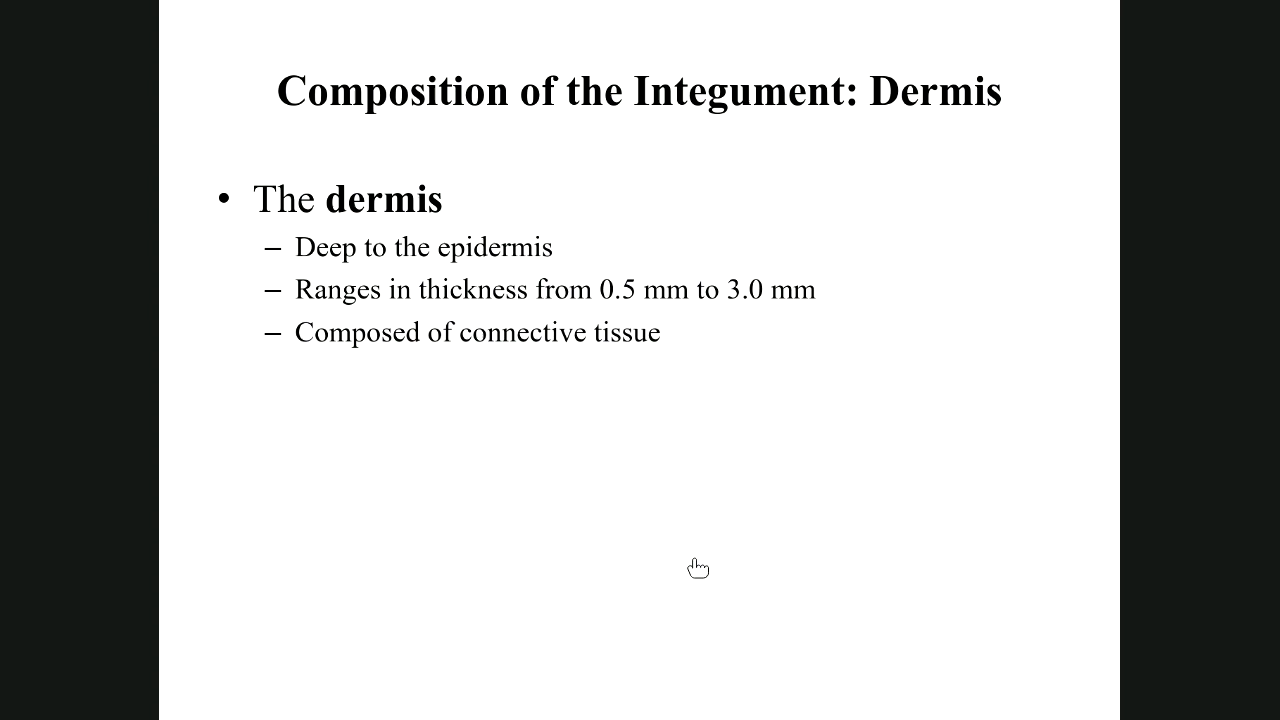 Composition of the Integument: Dermis
• The dermis
– Deep to the epidermis
– Ranges in thickness from 0.5 mm to 3.0 mm
– Composed of connective tissue